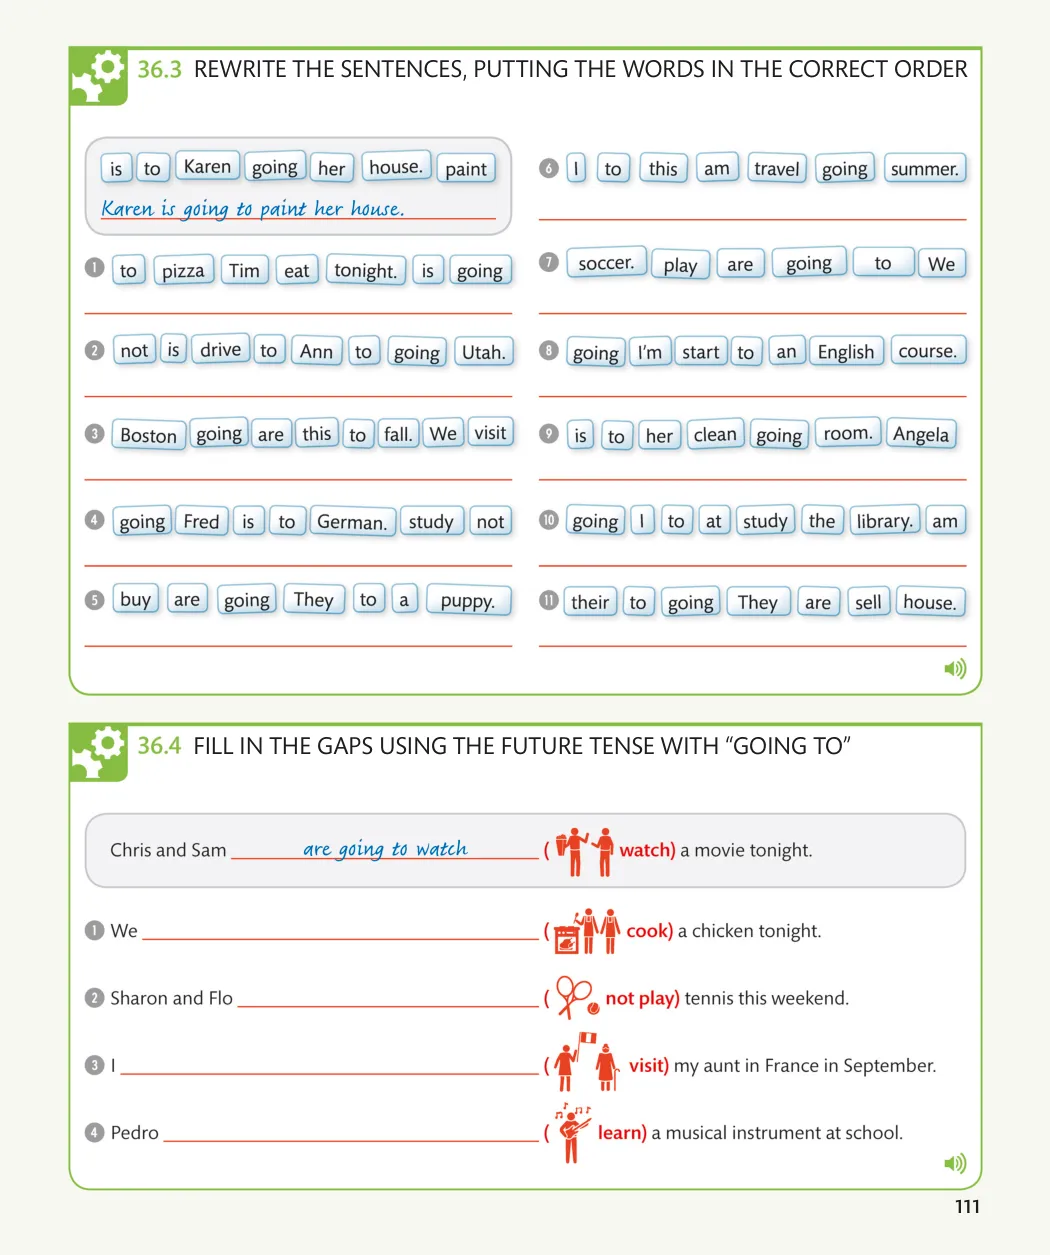 36.3 REWRITE THE SENTENCES, PUTTING THE WORDS IN THE CORRECT ORDER
is to Karen going her house. paint
Karen is going to paint her house.
1 to pizza Tim eat tonight. is going
2 not is drive to Ann to going Utah.
3 Boston going are this to fall. We visit
4 going Fred is to German. study not
5 buy are going They to a puppy.
6 I to this am travel going summer.
7 soccer. play are going to We
8 going I'm start to an English course.
9 is to her clean going room. Angela
10 going I to at study the library. am
11 their to going They are sell house.
36.4 FILL IN THE GAPS USING THE FUTURE TENSE WITH “GOING TO”
Chris and Sam are going to watch ( watch) a movie tonight.
1 We ( cook) a chicken tonight.
2 Sharon and Flo ( not play) tennis this weekend.
3 I ( visit) my aunt in France in September.
4 Pedro ( learn) a musical instrument at school.
111